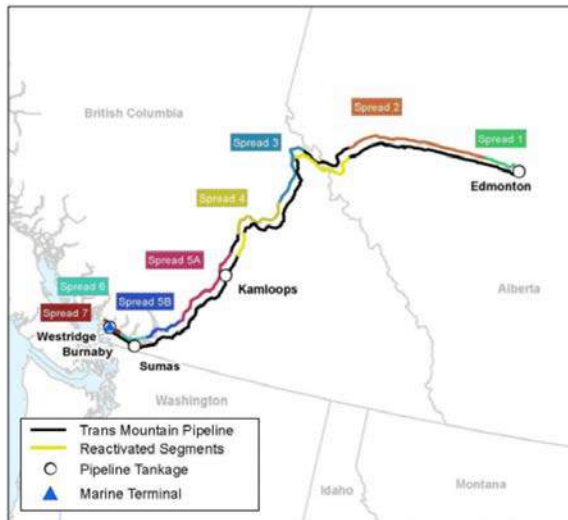 Spread 2
British Columbia
Spread 3
Spread 1
Edmonton
Spread 4
Spread 5A
Kamloops
Alberta
Spread 6
Spread 5B
Spread 7
Westridge
Burnaby
Sumas
Washington
Trans Mountain Pipeline
Reactivated Segments
Pipeline Tankage
Marine Terminal
Idaho
Montana